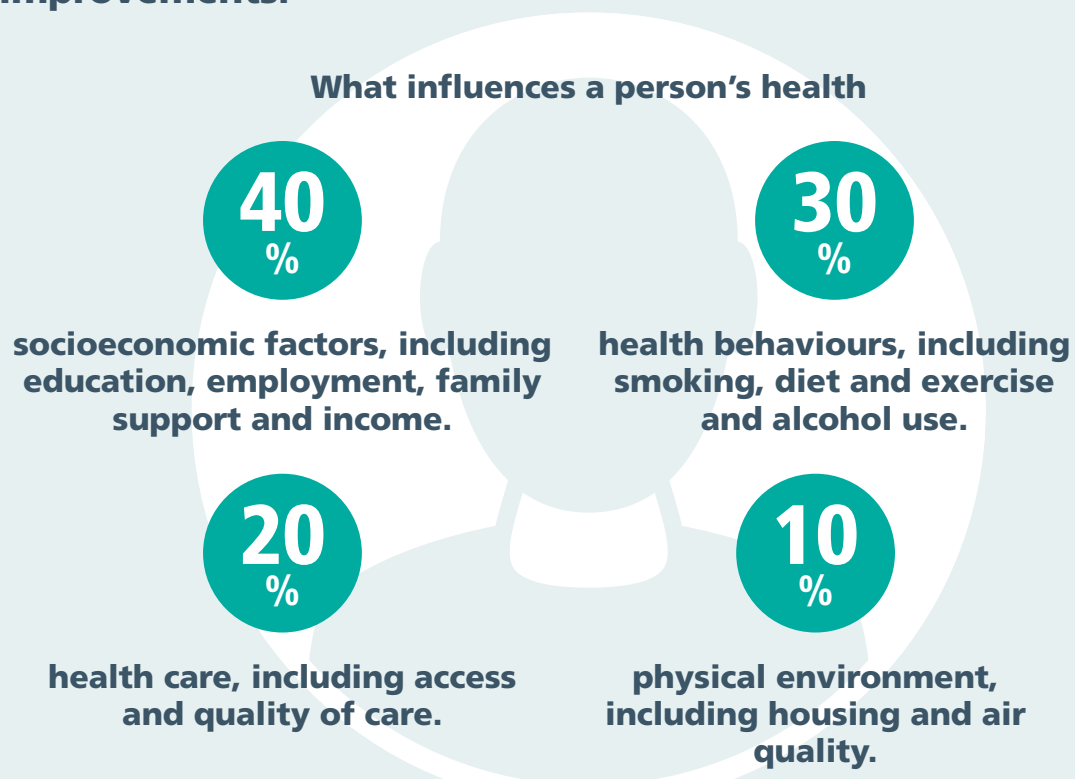 improvements.
What influences a person’s health
40
%
socioeconomic factors, including
education, employment, family
support and income.
30
%
health behaviours, including
smoking, diet and exercise
and alcohol use.
20
%
health care, including access
and quality of care.
10
%
physical environment,
including housing and air
quality.